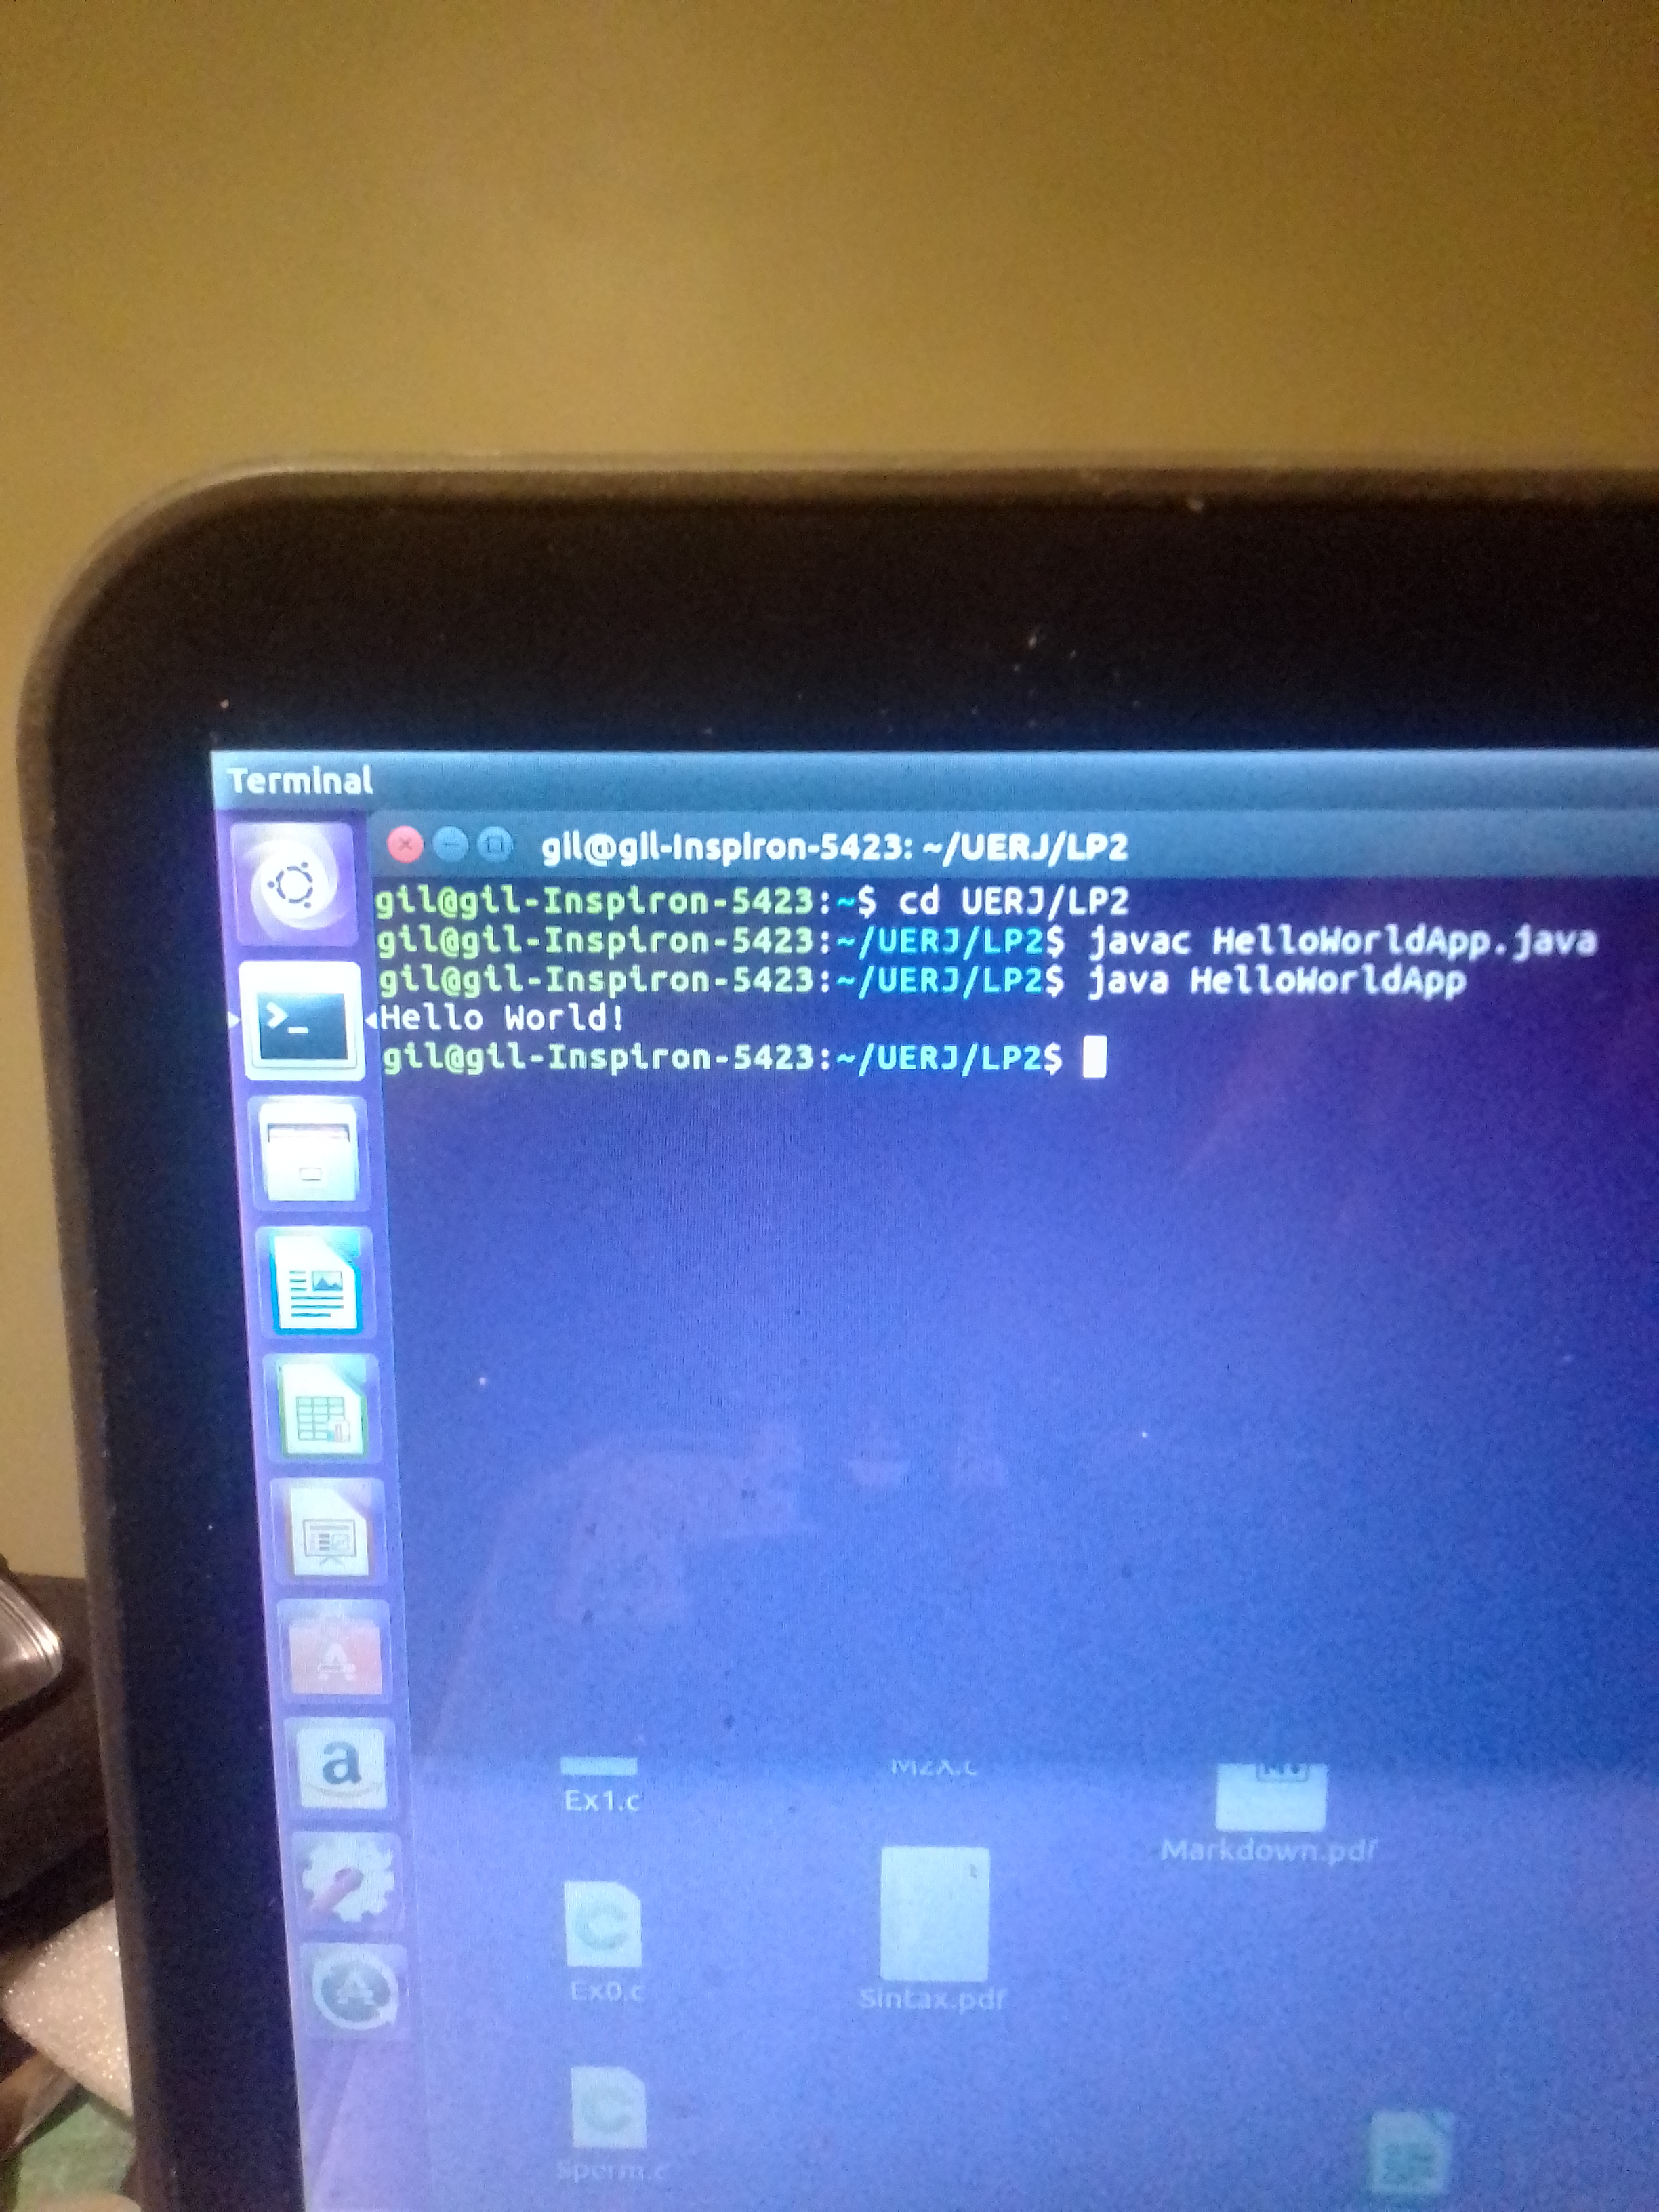 Terminal
gil@gil-Inspiron-5423: ~/UERJ/LP2
gil@gil-Inspiron-5423:~$ cd UERJ/LP2
gil@gil-Inspiron-5423:~/UERJ/LP2$ javac HelloWorldApp.java
gil@gil-Inspiron-5423:~/UERJ/LP2$ java HelloWorldApp
Hello World!
gil@gil-Inspiron-5423:~/UERJ/LP2$
a
Ex1.c
Markdown.pdf
Ex0.c
Sintax.pdf
Sperm.c